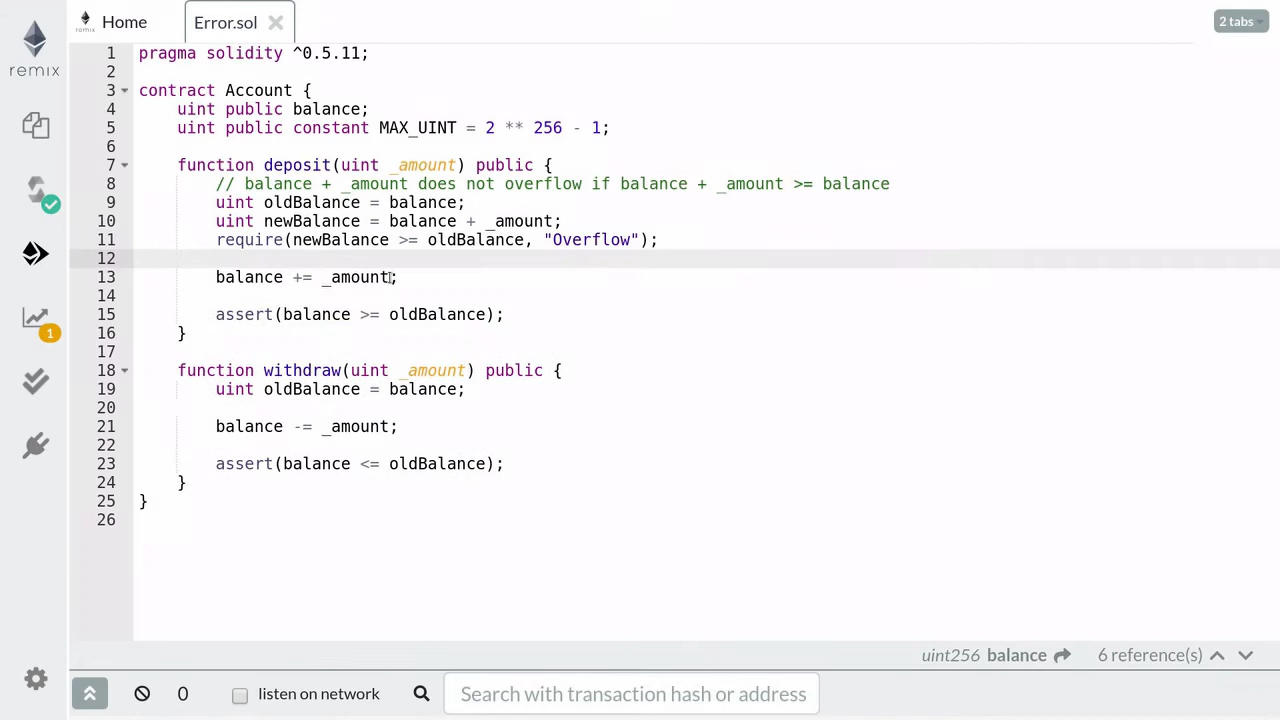 remix
Home
Error.sol
2 tabs
1 pragma solidity ^0.5.11;
2
3 contract Account {
4 uint public balance;
5 uint public constant MAX_UINT = 2 ** 256 - 1;
6
7 function deposit(uint _amount) public {
8 // balance + _amount does not overflow if balance + _amount >= balance
9 uint oldBalance = balance;
10 uint newBalance = balance + _amount;
11 require(newBalance >= oldBalance, "Overflow");
12
13 balance += _amount;
14
15 assert(balance >= oldBalance);
16 }
17
18 function withdraw(uint _amount) public {
19 uint oldBalance = balance;
20
21 balance -= _amount;
22
23 assert(balance <= oldBalance);
24 }
25 }
26
1
uint256 balance 6 reference(s)
0 listen on network Search with transaction hash or address